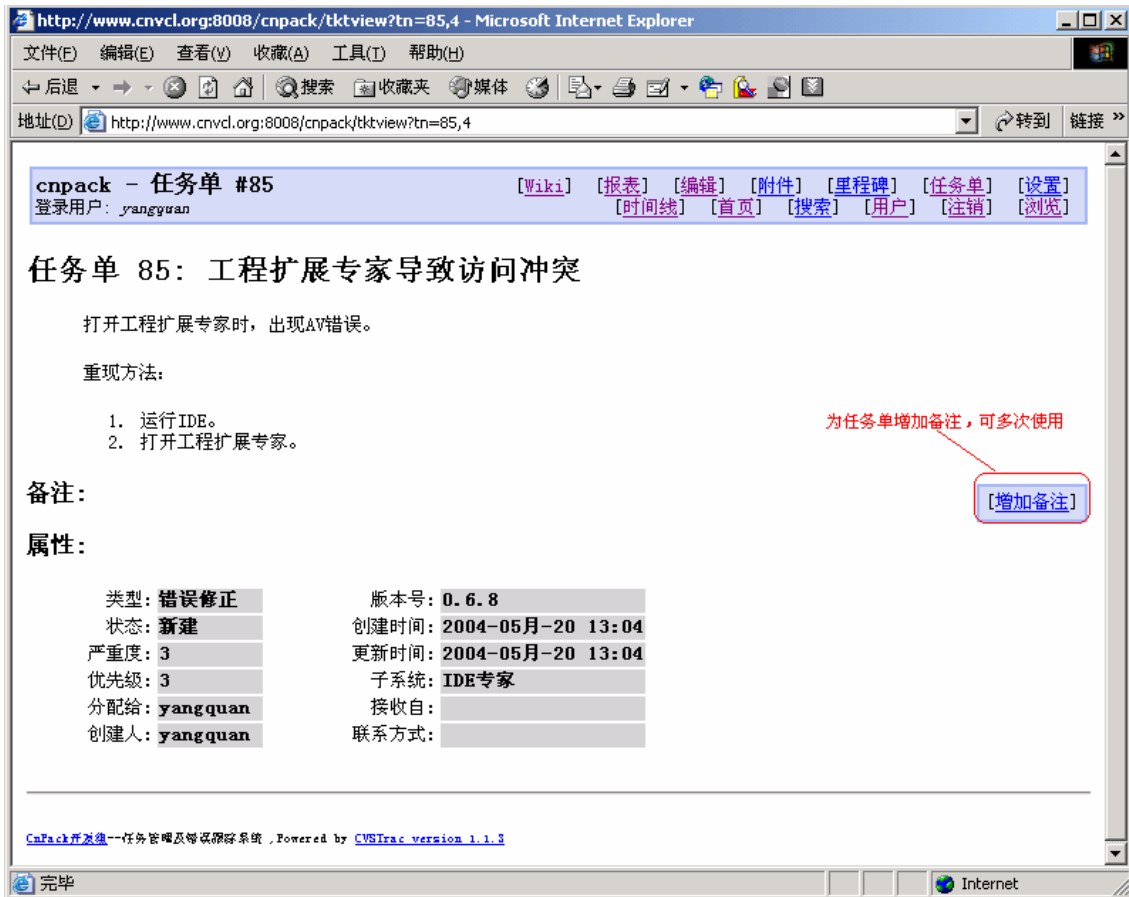 http://www.cnvcl.org:8008/cnpack/tktview?tn=85,4 - Microsoft Internet Explorer
文件(F) 编辑(E) 查看(V) 收藏(A) 工具(T) 帮助(H)
后退 搜索 收藏夹 媒体
地址(D) http://www.cnvcl.org:8008/cnpack/tktview?tn=85,4 转到 链接 »
cnpack - 任务单 #85 [Wiki] [报表] [编辑] [附件] [里程碑] [任务单] [设置]
登录用户: yangquan [时间线] [首页] [搜索] [用户] [注销] [浏览]
任务单 85: 工程扩展专家导致访问冲突
打开工程扩展专家时，出现AV错误。
重现方法：
1. 运行IDE。
2. 打开工程扩展专家。
为任务单增加备注，可多次使用
备注:
[增加备注]
属性:
类型: 错误修正 版本号: 0.6.8
状态: 新建 创建时间: 2004-05月-20 13:04
严重度: 3 更新时间: 2004-05月-20 13:04
优先级: 3 子系统: IDE专家
分配给: yangquan 接收自:
创建人: yangquan 联系方式:
CnPack开发组--任务管理及错误跟踪系统 , Powered by CVSTrac version 1.1.3
完毕 Internet